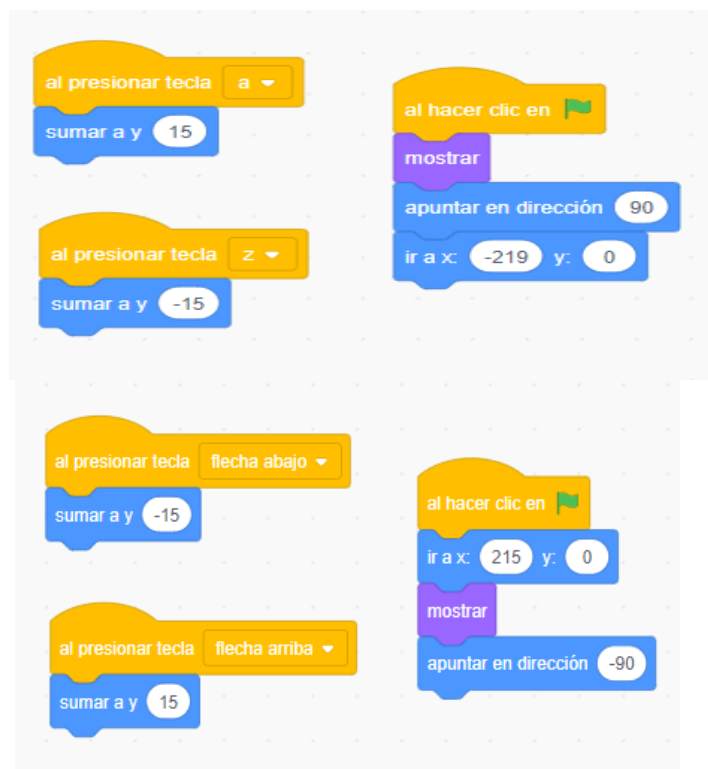 al presionar tecla a
sumar a y 15
al presionar tecla z
sumar a y -15
al hacer clic en
mostrar
apuntar en dirección 90
ir a x: -219 y: 0
al presionar tecla flecha abajo
sumar a y -15
al presionar tecla flecha arriba
sumar a y 15
al hacer clic en
ir a x: 215 y: 0
mostrar
apuntar en dirección -90